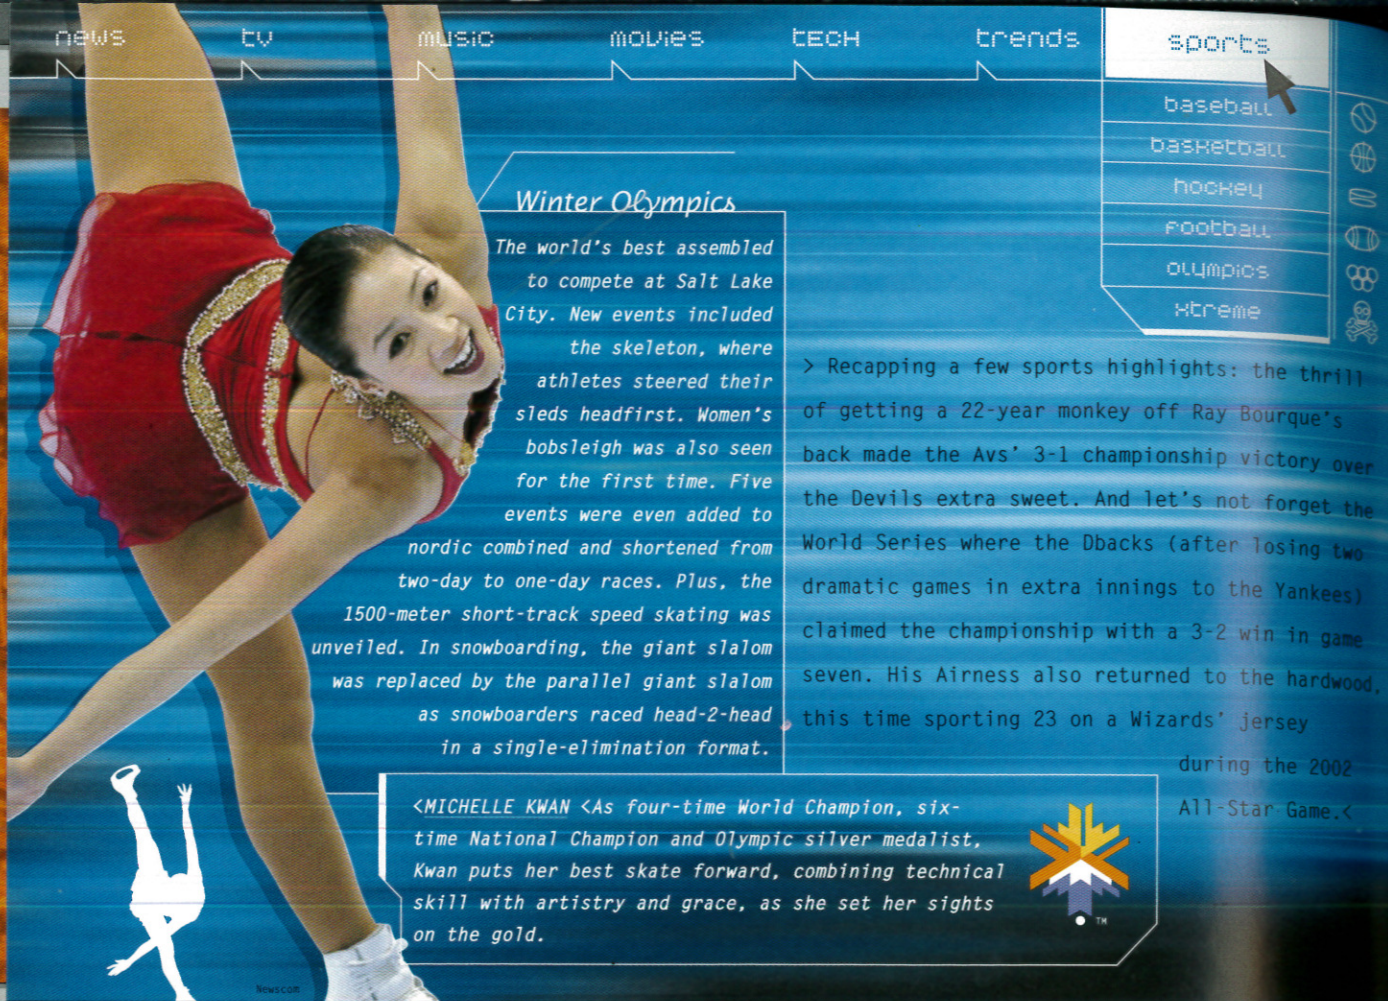 news
tv
music
movies
tECH
trends
sports
baseball
basketball
hockey
football
olympics
xtreme
Winter Olympics
The world's best assembled
to compete at Salt Lake
City. New events included
the skeleton, where
athletes steered their
sleds headfirst. Women's
bobsleigh was also seen
for the first time. Five
events were even added to
nordic combined and shortened from
two-day to one-day races. Plus, the
1500-meter short-track speed skating was
unveiled. In snowboarding, the giant slalom
was replaced by the parallel giant slalom
as snowboarders raced head-2-head
in a single-elimination format.
> Recapping a few sports highlights: the thrill
of getting a 22-year monkey off Ray Bourque's
back made the Avs' 3-1 championship victory over
the Devils extra sweet. And let's not forget the
World Series where the Dbacks (after losing two
dramatic games in extra innings to the Yankees)
claimed the championship with a 3-2 win in game
seven. His Airness also returned to the hardwood,
this time sporting 23 on a Wizards' jersey
during the 2002
All-Star Game.<
<MICHELLE KWAN <As four-time World Champion, six-
time National Champion and Olympic silver medalist,
Kwan puts her best skate forward, combining technical
skill with artistry and grace, as she set her sights
on the gold.
TM
Newscom